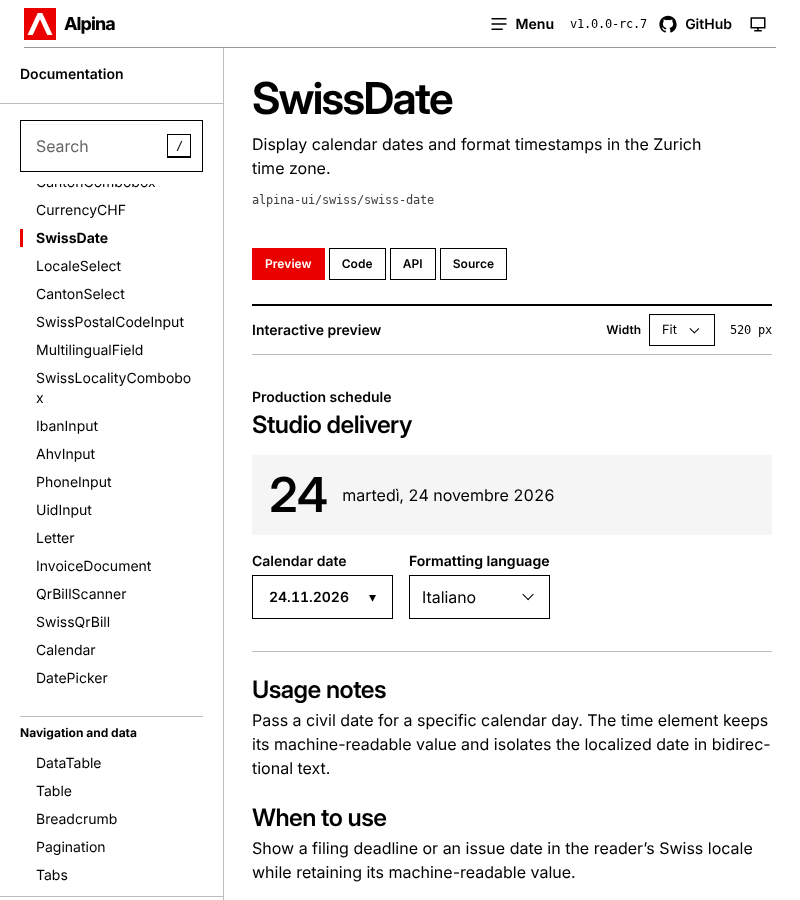 Alpina
Menu
v1.0.0-rc.7
GitHub
Documentation
Search
/
CantonCombobox
CurrencyCHF
SwissDate
LocaleSelect
CantonSelect
SwissPostalCodeInput
MultilingualField
SwissLocalityCombobo
x
IbanInput
AhvInput
PhoneInput
UidInput
Letter
InvoiceDocument
QrBillScanner
SwissQrBill
Calendar
DatePicker
Navigation and data
DataTable
Table
Breadcrumb
Pagination
Tabs
SwissDate
Display calendar dates and format timestamps in the Zurich
time zone.
alpina-ui/swiss/swiss-date
Preview
Code
API
Source
Interactive preview
Width
Fit
520 px
Production schedule
Studio delivery
24
martedì, 24 novembre 2026
Calendar date
Formatting language
24.11.2026
Italiano
Usage notes
Pass a civil date for a specific calendar day. The time element keeps
its machine-readable value and isolates the localized date in bidirec-
tional text.
When to use
Show a filing deadline or an issue date in the reader’s Swiss locale
while retaining its machine-readable value.